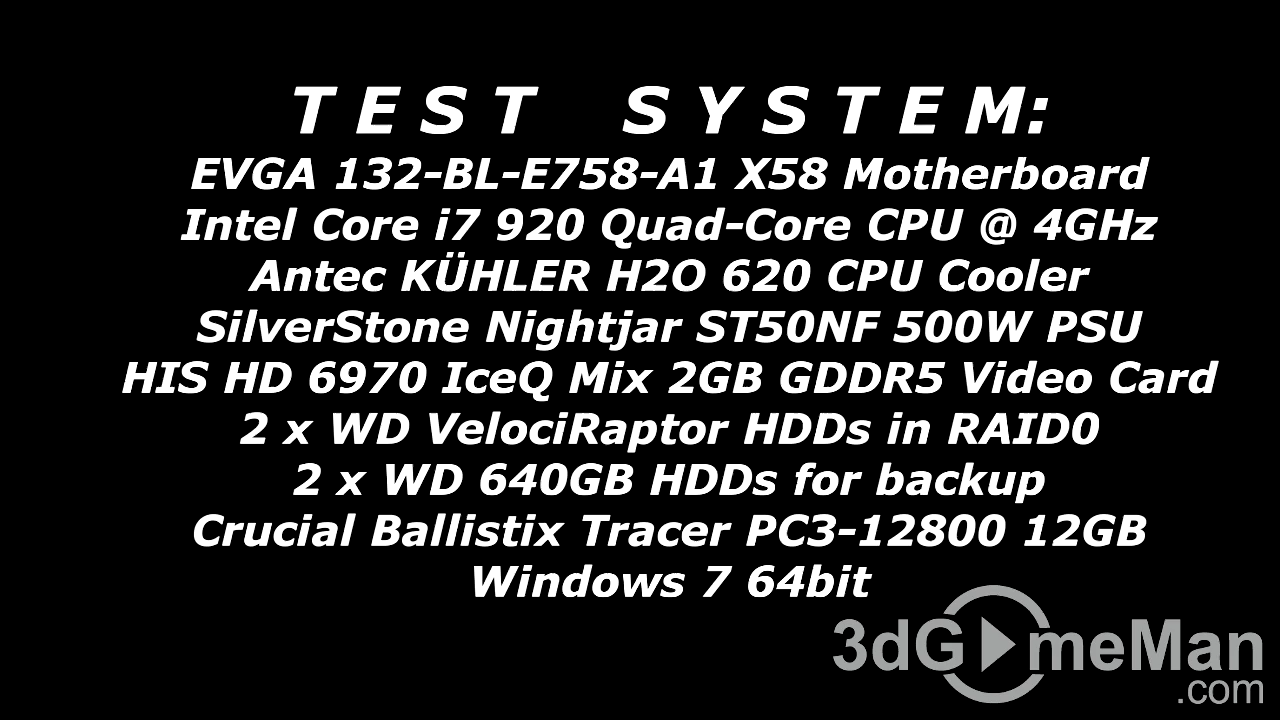 TEST SYSTEM:
EVGA 132-BL-E758-A1 X58 Motherboard
Intel Core i7 920 Quad-Core CPU @ 4GHz
Antec KÜHLER H2O 620 CPU Cooler
SilverStone Nightjar ST50NF 500W PSU
HIS HD 6970 IceQ Mix 2GB GDDR5 Video Card
2 x WD VelociRaptor HDDs in RAID0
2 x WD 640GB HDDs for backup
Crucial Ballistix Tracer PC3-12800 12GB
Windows 7 64bit
3dGameMan
.com